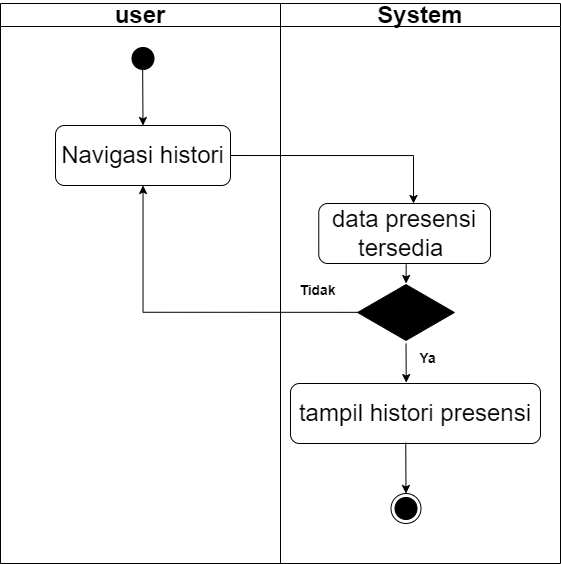 user
System
Navigasi histori
data presensi
tersedia
Tidak
Ya
tampil histori presensi